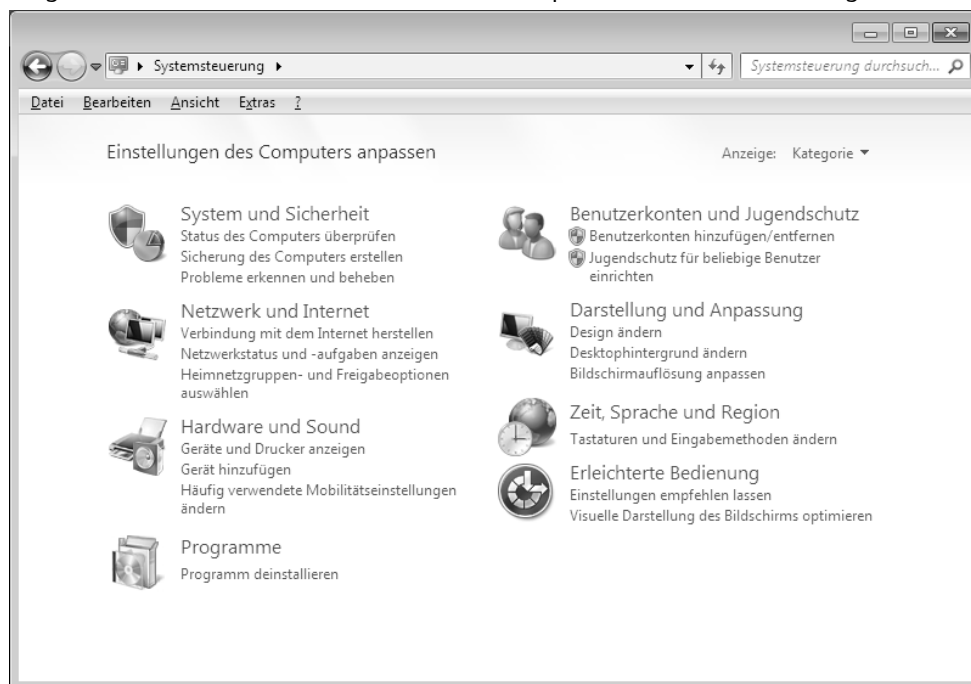 Systemsteuerung
Systemsteuerung durchsuch...
Datei Bearbeiten Ansicht Extras ?
Einstellungen des Computers anpassen
Anzeige: Kategorie
System und Sicherheit
Status des Computers überprüfen
Sicherung des Computers erstellen
Probleme erkennen und beheben
Netzwerk und Internet
Verbindung mit dem Internet herstellen
Netzwerkstatus und -aufgaben anzeigen
Heimnetzgruppen- und Freigabeoptionen
auswählen
Hardware und Sound
Geräte und Drucker anzeigen
Gerät hinzufügen
Häufig verwendete Mobilitätseinstellungen
ändern
Programme
Programm deinstallieren
Benutzerkonten und Jugendschutz
Benutzerkonten hinzufügen/entfernen
Jugendschutz für beliebige Benutzer
einrichten
Darstellung und Anpassung
Design ändern
Desktophintergrund ändern
Bildschirmauflösung anpassen
Zeit, Sprache und Region
Tastaturen und Eingabemethoden ändern
Erleichterte Bedienung
Einstellungen empfehlen lassen
Visuelle Darstellung des Bildschirms optimieren